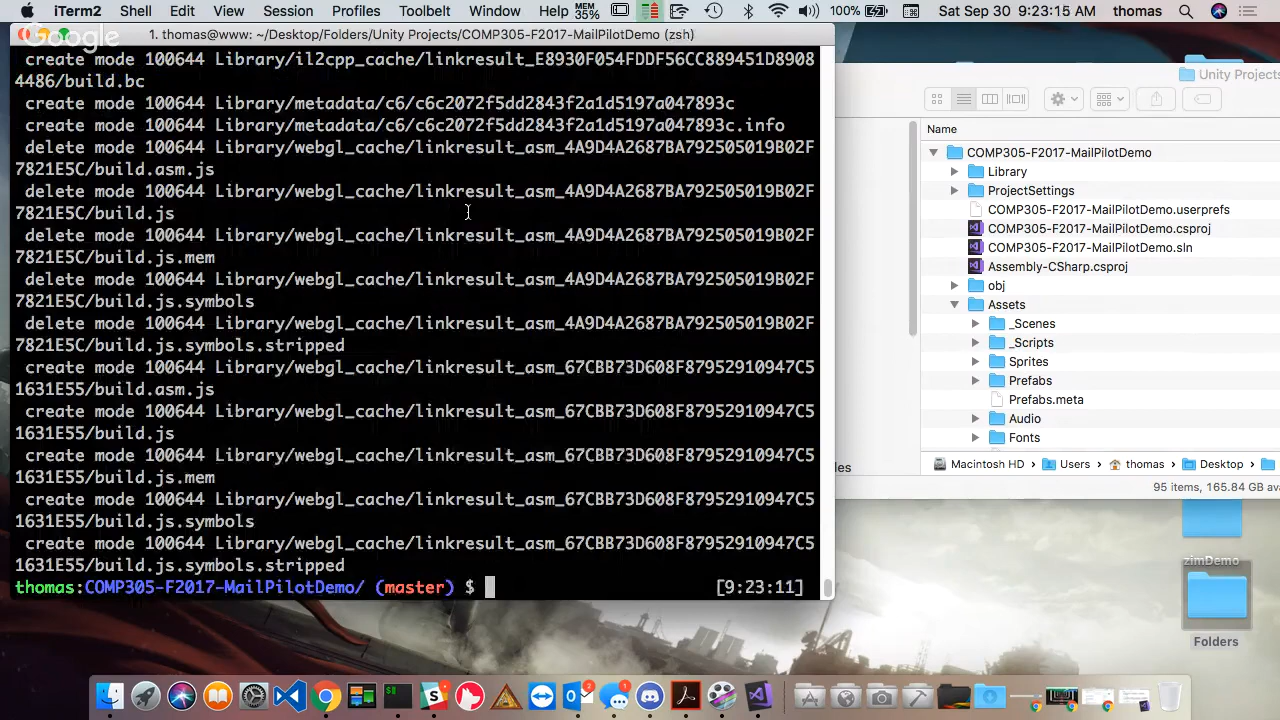 iTerm2 Shell Edit View Session Profiles Toolbelt Window Help MEM 35% 100% Sat Sep 30 9:23:15 AM thomas
Google
1. thomas@www: ~/Desktop/Folders/Unity Projects/COMP305-F2017-MailPilotDemo (zsh)
create mode 100644 Library/il2cpp_cache/linkresult_E8930F054FDDF56CC889451D8908
4486/build.bc
create mode 100644 Library/metadata/c6/c6c2072f5dd2843f2a1d5197a047893c
create mode 100644 Library/metadata/c6/c6c2072f5dd2843f2a1d5197a047893c.info
delete mode 100644 Library/webgl_cache/linkresult_asm_4A9D4A2687BA792505019B02F
7821E5C/build.asm.js
delete mode 100644 Library/webgl_cache/linkresult_asm_4A9D4A2687BA792505019B02F
7821E5C/build.js
delete mode 100644 Library/webgl_cache/linkresult_asm_4A9D4A2687BA792505019B02F
7821E5C/build.js.mem
delete mode 100644 Library/webgl_cache/linkresult_asm_4A9D4A2687BA792505019B02F
7821E5C/build.js.symbols
delete mode 100644 Library/webgl_cache/linkresult_asm_4A9D4A2687BA792505019B02F
7821E5C/build.js.symbols.stripped
create mode 100644 Library/webgl_cache/linkresult_asm_67CBB73D608F87952910947C5
1631E55/build.asm.js
create mode 100644 Library/webgl_cache/linkresult_asm_67CBB73D608F87952910947C5
1631E55/build.js
create mode 100644 Library/webgl_cache/linkresult_asm_67CBB73D608F87952910947C5
1631E55/build.js.mem
create mode 100644 Library/webgl_cache/linkresult_asm_67CBB73D608F87952910947C5
1631E55/build.js.symbols
create mode 100644 Library/webgl_cache/linkresult_asm_67CBB73D608F87952910947C5
1631E55/build.js.symbols.stripped
thomas:COMP305-F2017-MailPilotDemo/ (master) $ [9:23:11]
Unity Projects
Name
COMP305-F2017-MailPilotDemo
Library
ProjectSettings
COMP305-F2017-MailPilotDemo.userprefs
COMP305-F2017-MailPilotDemo.csproj
COMP305-F2017-MailPilotDemo.sln
Assembly-CSharp.csproj
obj
Assets
_Scenes
_Scripts
Sprites
Prefabs
Prefabs.meta
Audio
Fonts
Macintosh HD Users thomas Desktop
95 items, 165.84 GB ava
zimDemo
Folders